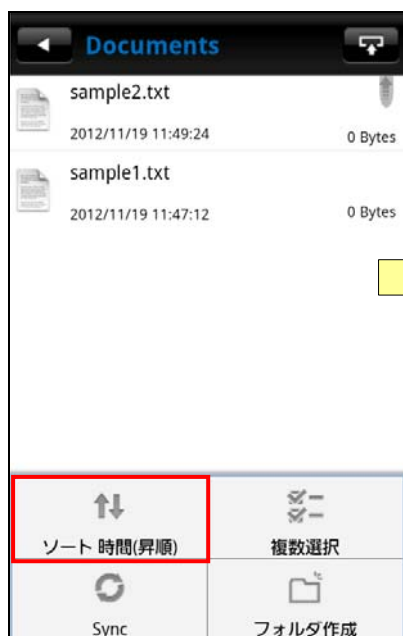 Documents
sample2.txt
2012/11/19 11:49:24
0 Bytes
sample1.txt
2012/11/19 11:47:12
0 Bytes
ソート 時間(昇順)
複数選択
Sync
フォルダ作成